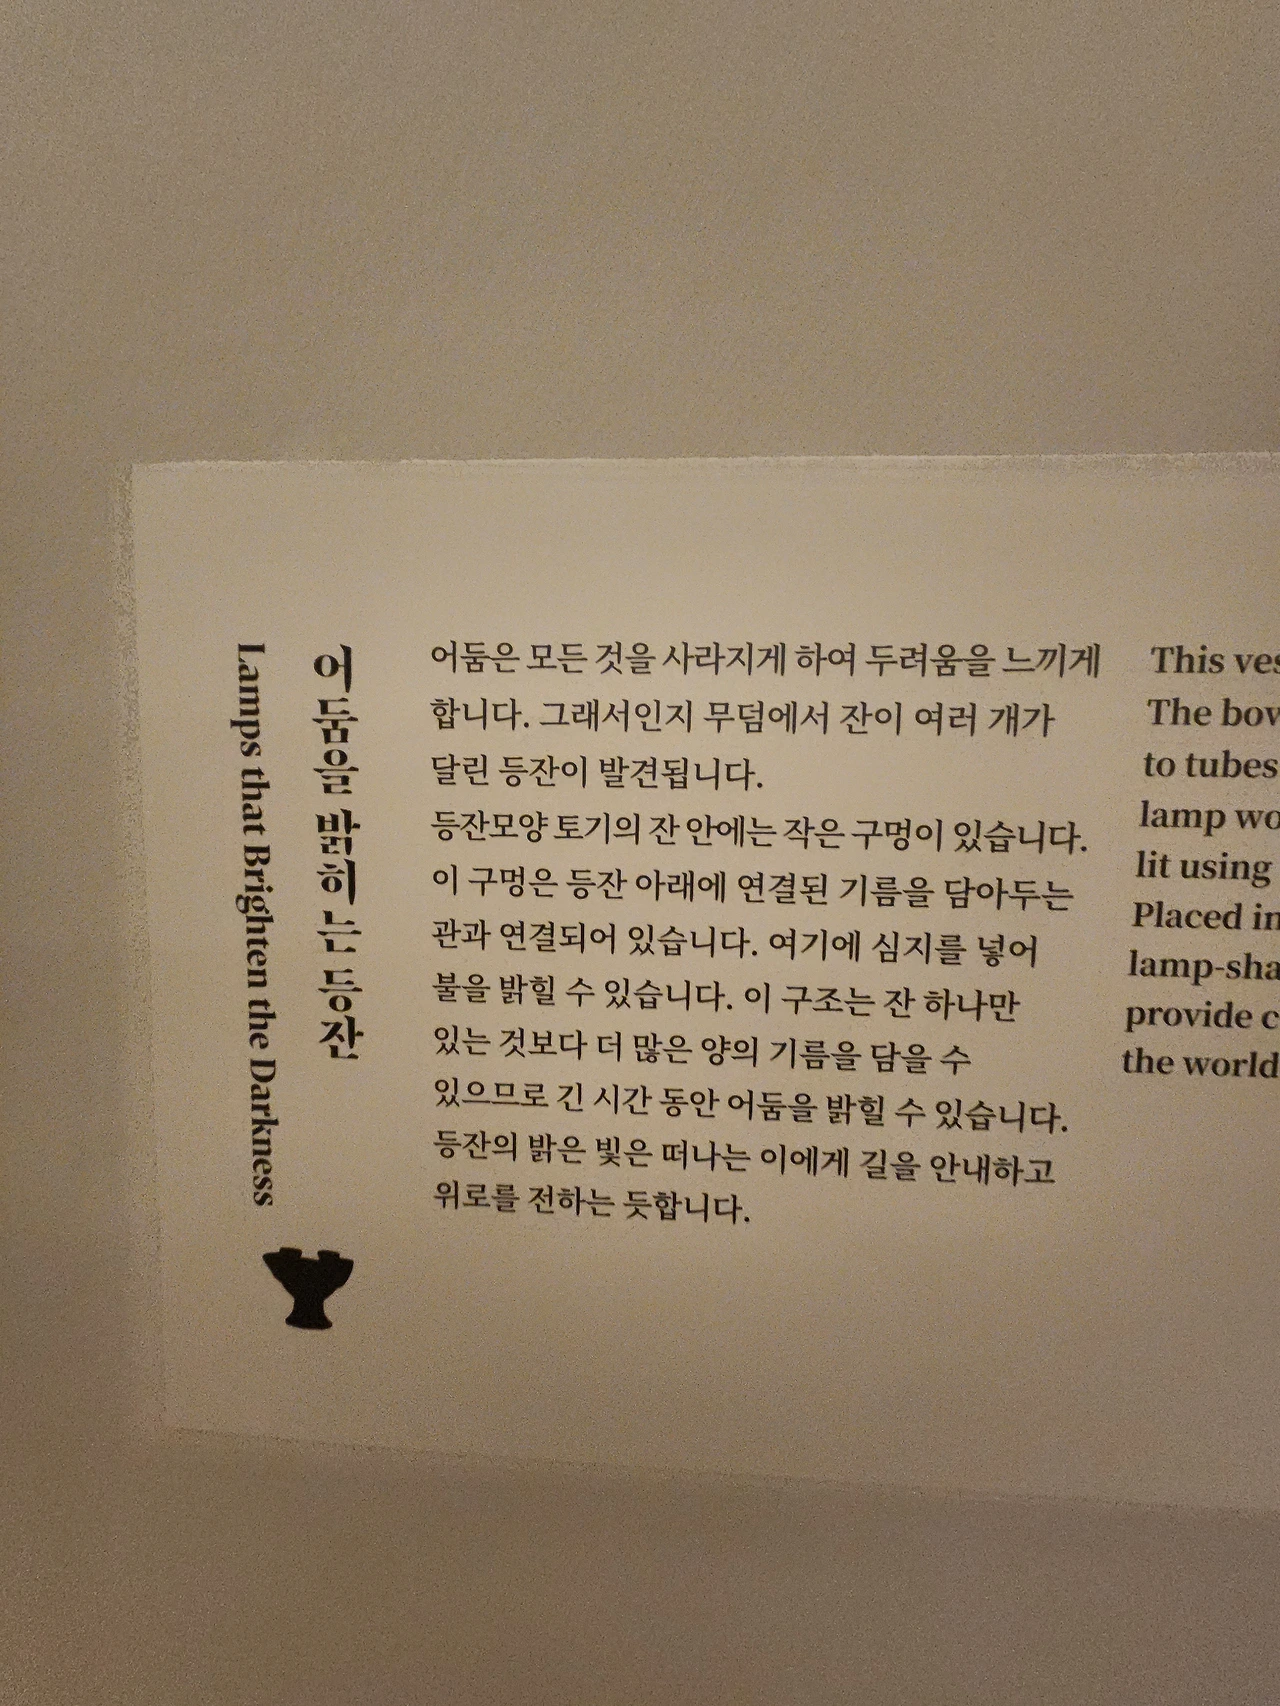 어둠을 밝히는 등잔
Lamps that Brighten the Darkness
어둠은 모든 것을 사라지게 하여 두려움을 느끼게
합니다. 그래서인지 무덤에서 잔이 여러 개가
달린 등잔이 발견됩니다.
등잔모양 토기의 잔 안에는 작은 구멍이 있습니다.
이 구멍은 등잔 아래에 연결된 기름을 담아두는
관과 연결되어 있습니다. 여기에 심지를 넣어
불을 밝힐 수 있습니다. 이 구조는 잔 하나만
있는 것보다 더 많은 양의 기름을 담을 수
있으므로 긴 시간 동안 어둠을 밝힐 수 있습니다.
등잔의 밝은 빛은 떠나는 이에게 길을 안내하고
위로를 전하는 듯합니다.
This
The
to tubes
lamp
lit using
Placed
lamp-sha
provide
the world